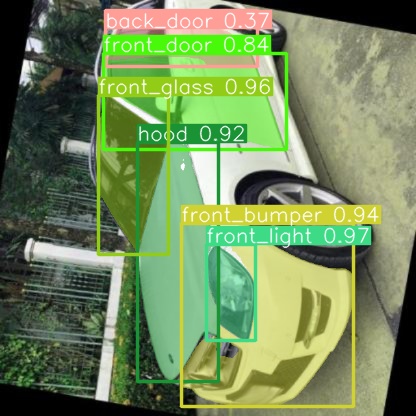 back_door 0.37
front_door 0.84
front_glass 0.96
hood 0.92
front_bumper 0.94
front_light 0.97